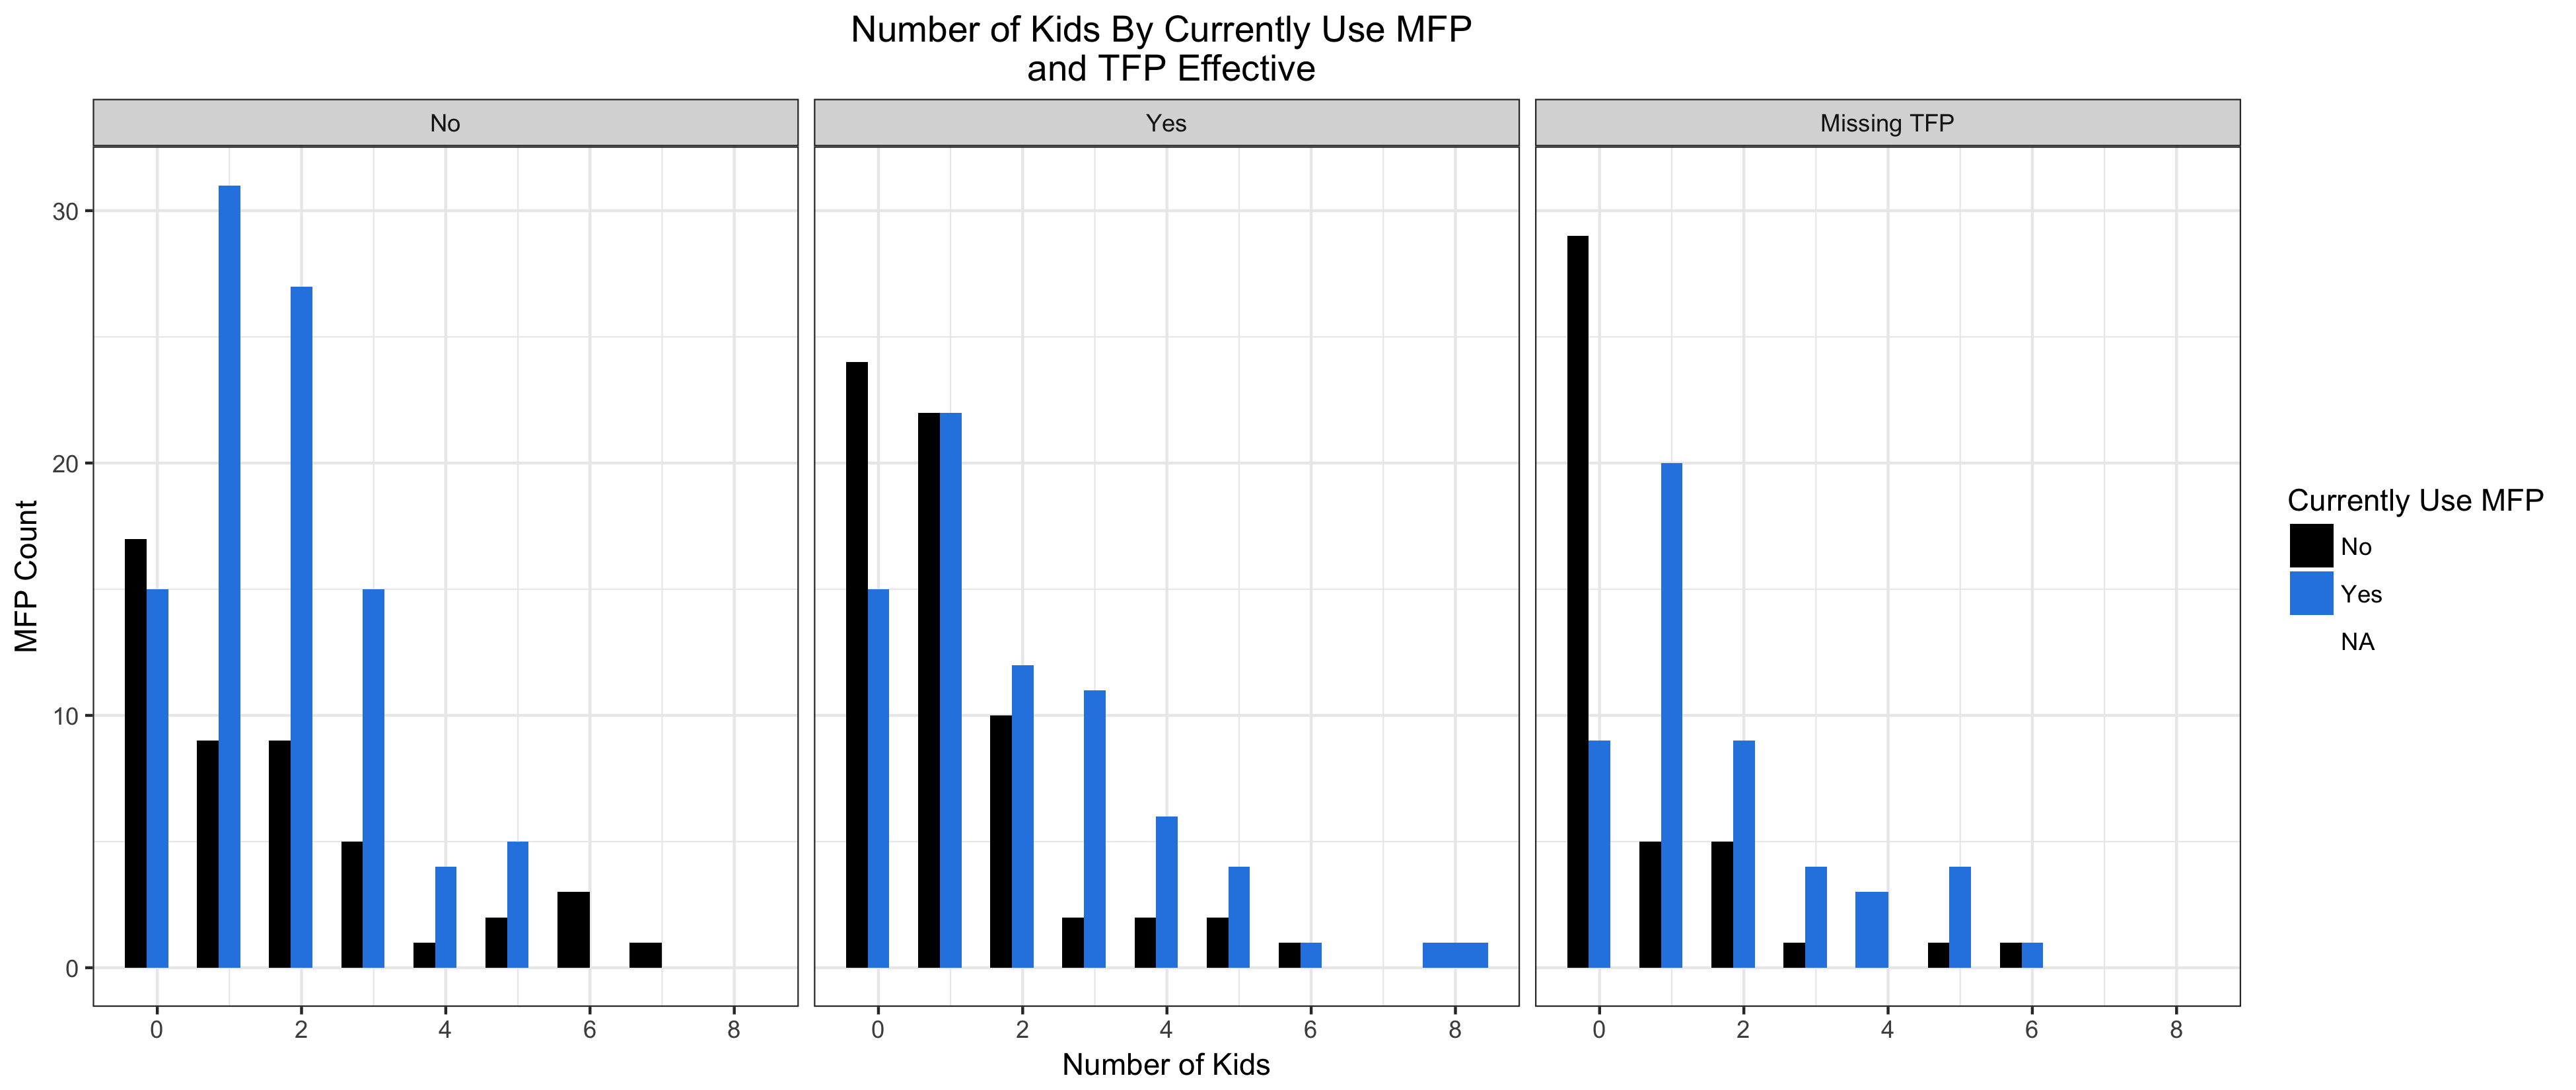 Number of Kids By Currently Use MFP
and TFP Effective
No
Yes
Missing TFP
MFP Count
30
20
10
0
0 2 4 6 8
0 2 4 6 8
0 2 4 6 8
Number of Kids
Currently Use MFP
No
Yes
NA